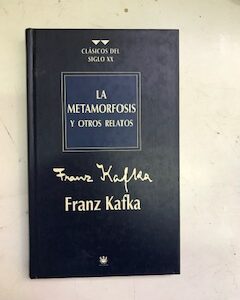 CLÁSICOS DEL
SIGLO XX
LA
METAMORFOSIS
Y OTROS RELATOS
Franz Kafka
Franz Kafka